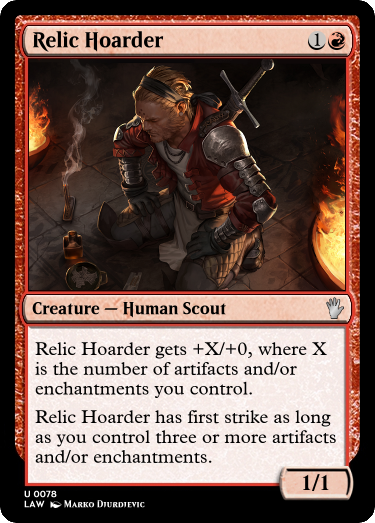 Relic Hoarder 1
Creature — Human Scout
Relic Hoarder gets +X/+0, where X
is the number of artifacts and/or
enchantments you control.
Relic Hoarder has first strike as long
as you control three or more artifacts
and/or enchantments.
1/1
U 0078
LAW Marko Djurdjevic